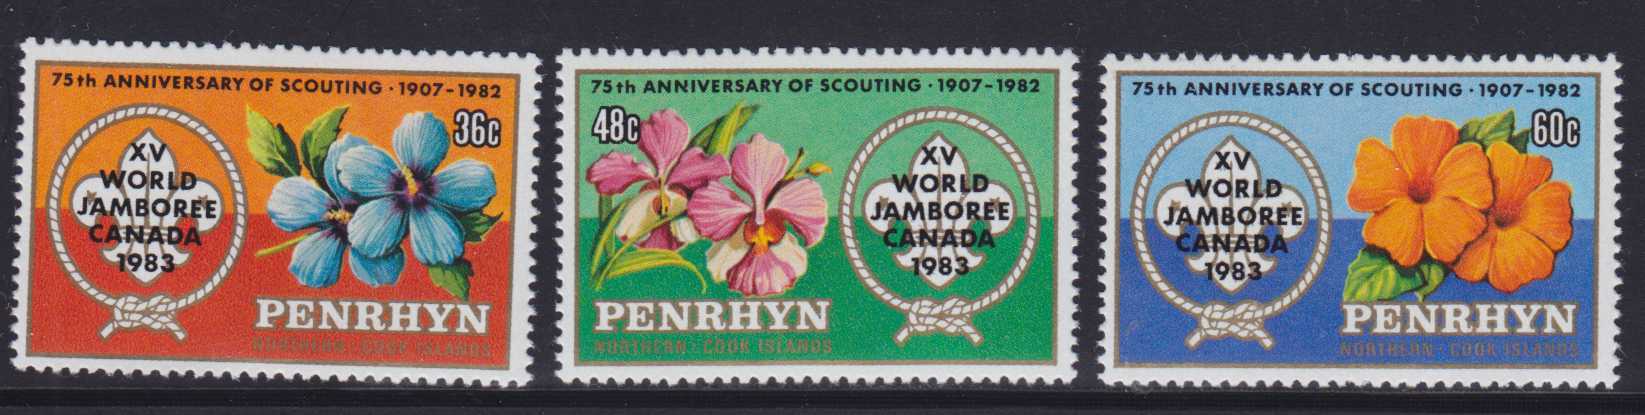 75th ANNIVERSARY OF SCOUTING · 1907-1982
36c
XV
WORLD
JAMBOREE
CANADA
1983
PENRHYN
NORTHERN · COOK ISLANDS
75th ANNIVERSARY OF SCOUTING · 1907-1982
48c
XV
WORLD
JAMBOREE
CANADA
1983
PENRHYN
NORTHERN · COOK ISLANDS
75th ANNIVERSARY OF SCOUTING · 1907-1982
60c
XV
WORLD
JAMBOREE
CANADA
1983
PENRHYN
NORTHERN · COOK ISLANDS